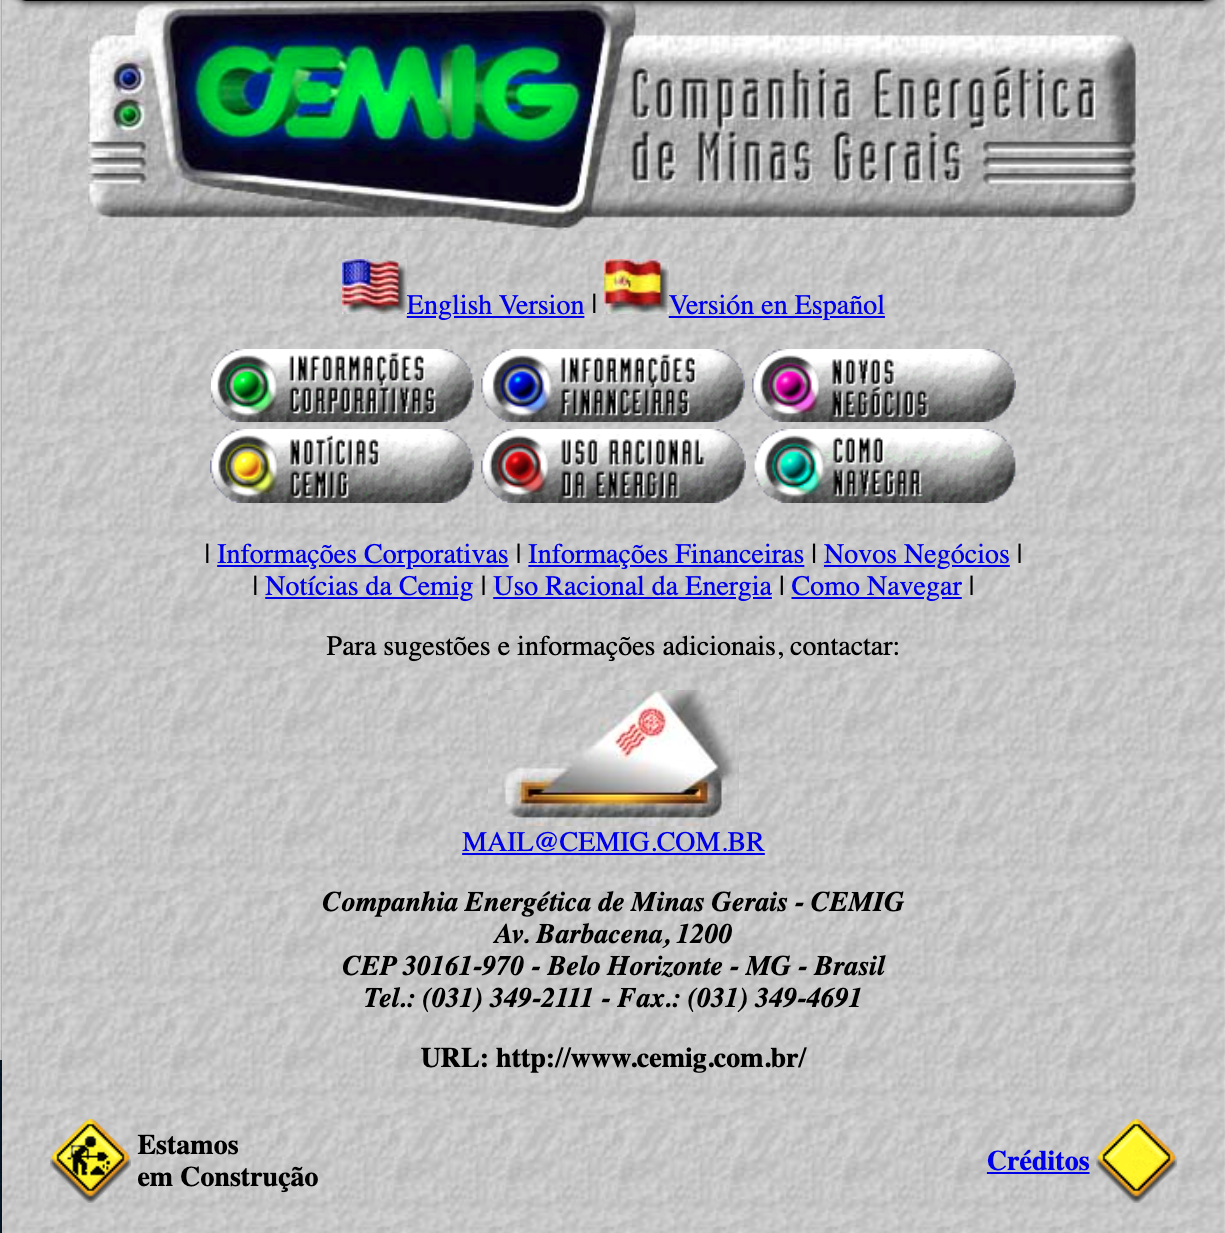 CEMIG
Companhia Energética
de Minas Gerais
English Version | Versión en Español
INFORMAÇÕES
CORPORATIVAS
INFORMAÇÕES
FINANCEIRAS
NOVOS
NEGÓCIOS
NOTÍCIAS
CEMIG
USO RACIONAL
DA ENERGIA
COMO
NAVEGAR
| Informações Corporativas | Informações Financeiras | Novos Negócios |
| Notícias da Cemig | Uso Racional da Energia | Como Navegar |
Para sugestões e informações adicionais, contactar:
MAIL@CEMIG.COM.BR
Companhia Energética de Minas Gerais - CEMIG
Av. Barbacena, 1200
CEP 30161-970 - Belo Horizonte - MG - Brasil
Tel.: (031) 349-2111 - Fax.: (031) 349-4691
URL: http://www.cemig.com.br/
Estamos
em Construção
Créditos